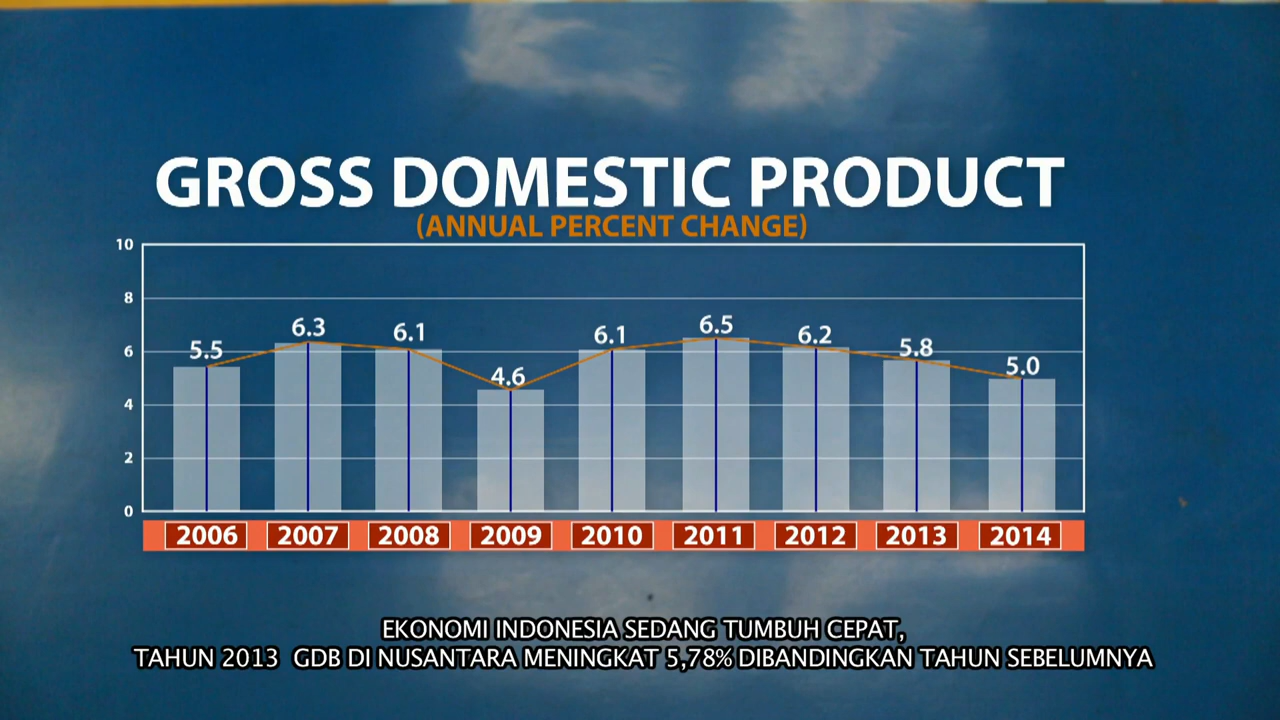 GROSS DOMESTIC PRODUCT
(ANNUAL PERCENT CHANGE)
10
8
6
4
2
0
5.5 6.3 6.1 4.6 6.1 6.5 6.2 5.8 5.0
2006 2007 2008 2009 2010 2011 2012 2013 2014
EKONOMI INDONESIA SEDANG TUMBUH CEPAT,
TAHUN 2013 GDB DI NUSANTARA MENINGKAT 5,78% DIBANDINGKAN TAHUN SEBELUMNYA